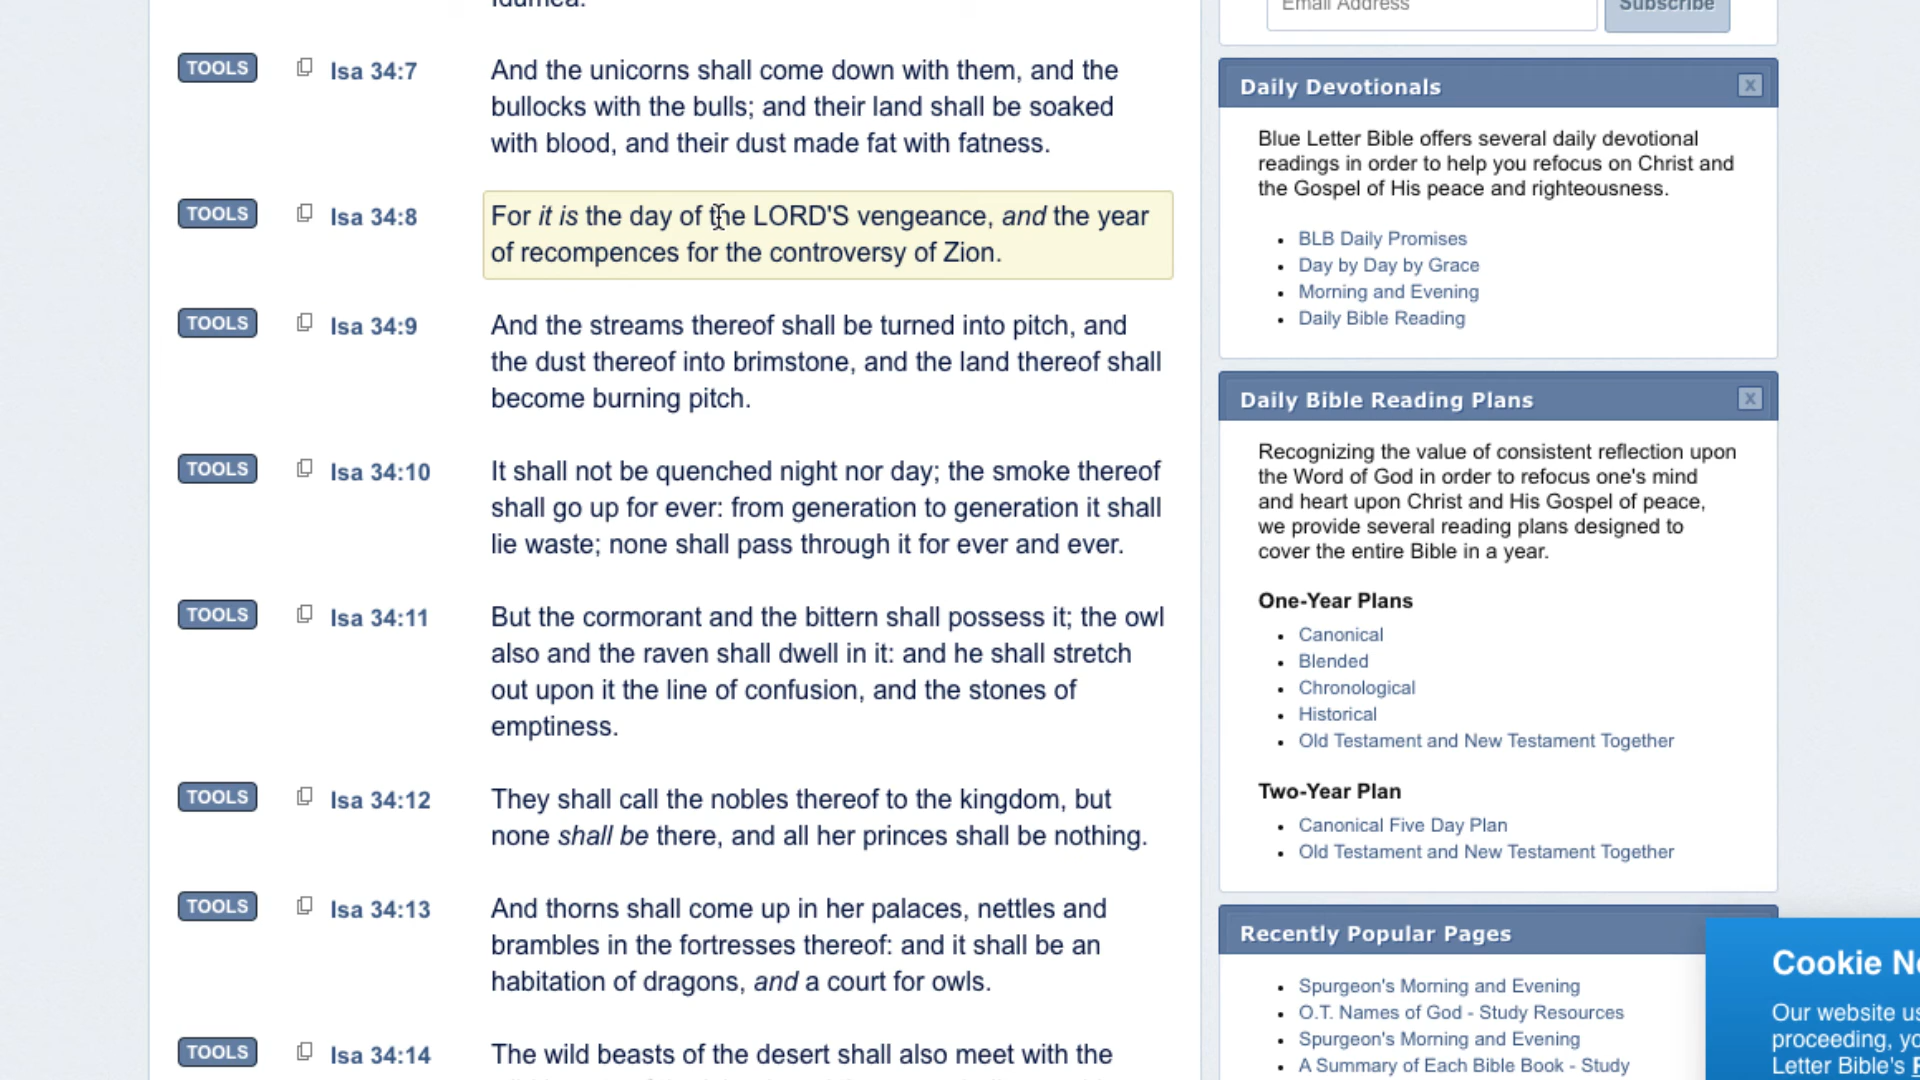 Idumea.
TOOLS Isa 34:7 And the unicorns shall come down with them, and the
bullocks with the bulls; and their land shall be soaked
with blood, and their dust made fat with fatness.
TOOLS Isa 34:8 For it is the day of the LORD'S vengeance, and the year
of recompences for the controversy of Zion.
TOOLS Isa 34:9 And the streams thereof shall be turned into pitch, and
the dust thereof into brimstone, and the land thereof shall
become burning pitch.
TOOLS Isa 34:10 It shall not be quenched night nor day; the smoke thereof
shall go up for ever: from generation to generation it shall
lie waste; none shall pass through it for ever and ever.
TOOLS Isa 34:11 But the cormorant and the bittern shall possess it; the owl
also and the raven shall dwell in it: and he shall stretch
out upon it the line of confusion, and the stones of
emptiness.
TOOLS Isa 34:12 They shall call the nobles thereof to the kingdom, but
none shall be there, and all her princes shall be nothing.
TOOLS Isa 34:13 And thorns shall come up in her palaces, nettles and
brambles in the fortresses thereof: and it shall be an
habitation of dragons, and a court for owls.
TOOLS Isa 34:14 The wild beasts of the desert shall also meet with the
Email Address Subscribe
Daily Devotionals x
Blue Letter Bible offers several daily devotional
readings in order to help you refocus on Christ and
the Gospel of His peace and righteousness.
BLB Daily Promises
Day by Day by Grace
Morning and Evening
Daily Bible Reading
Daily Bible Reading Plans x
Recognizing the value of consistent reflection upon
the Word of God in order to refocus one's mind
and heart upon Christ and His Gospel of peace,
we provide several reading plans designed to
cover the entire Bible in a year.
One-Year Plans
Canonical
Blended
Chronological
Historical
Old Testament and New Testament Together
Two-Year Plan
Canonical Five Day Plan
Old Testament and New Testament Together
Recently Popular Pages
Spurgeon's Morning and Evening
O.T. Names of God - Study Resources
Spurgeon's Morning and Evening
A Summary of Each Bible Book - Study
Cookie
Our website
proceeding,
Letter Bible's